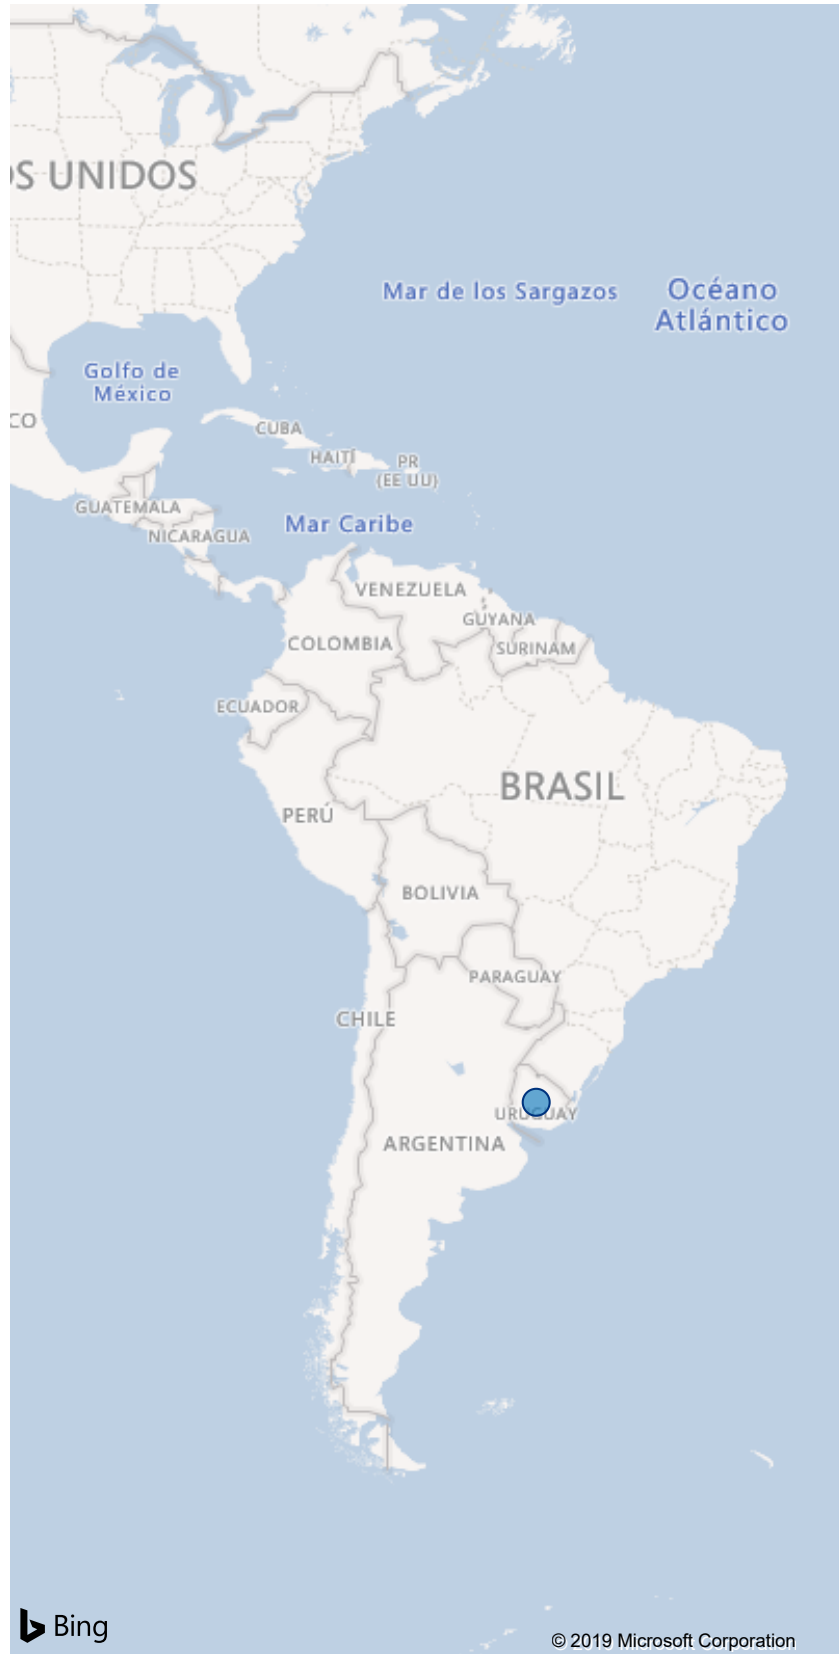 OS UNIDOS
Mar de los Sargazos
Océano
Atlántico
Golfo de
México
CO
CUBA
HAITÍ
PR
(EE UU)
GUATEMALA
NICARAGUA
Mar Caribe
VENEZUELA
GUYANA
SURINAM
COLOMBIA
ECUADOR
BRASIL
PERÚ
BOLIVIA
PARAGUAY
CHILE
URUGUAY
ARGENTINA
Bing
© 2019 Microsoft Corporation